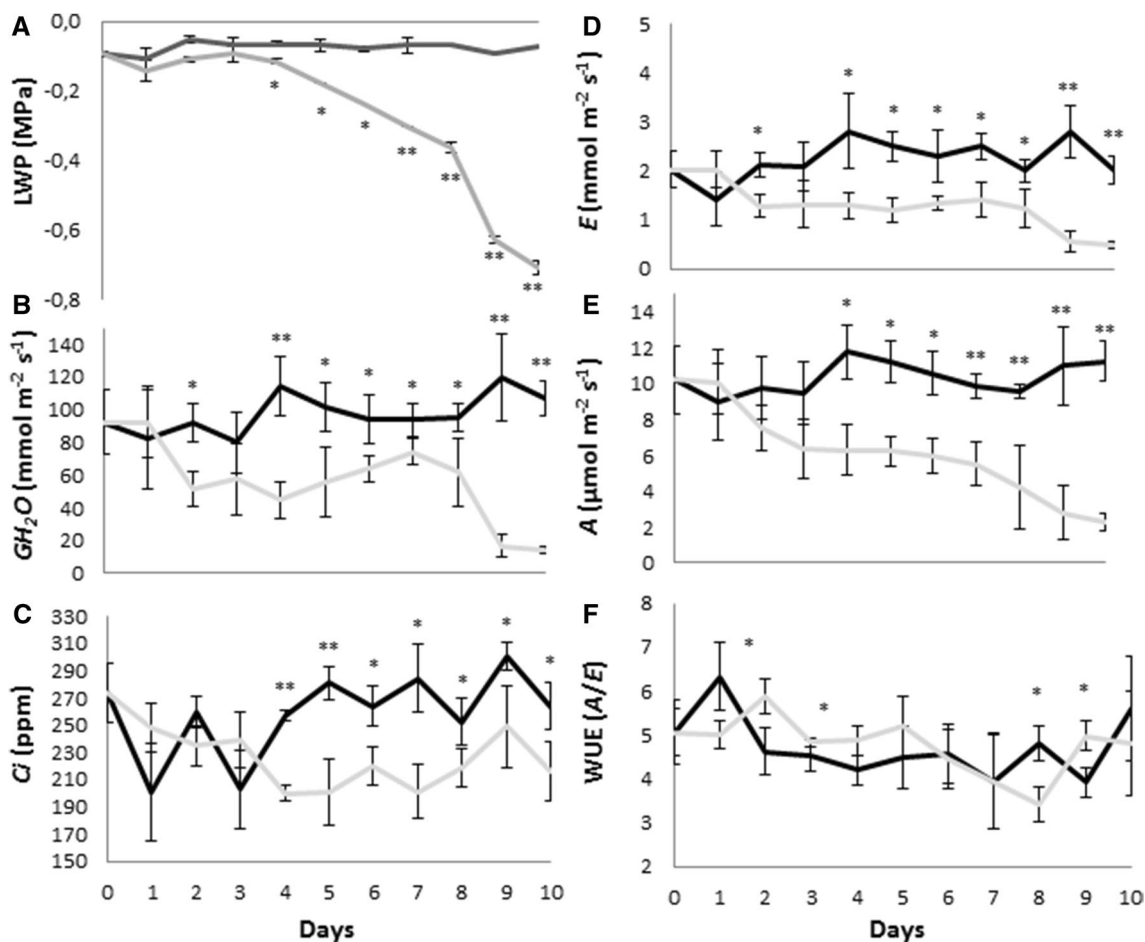 A
LWP (MPa)
0,0
-0,2
-0,4
-0,6
-0,8
* * * ** ** ** **
B
GH₂O (mmol m⁻² s⁻¹)
140
120
100
80
60
40
20
0
* ** * * * * ** **
C
Ci (ppm)
330
310
290
270
250
230
210
190
170
150
** ** * * * * *
0 1 2 3 4 5 6 7 8 9 10
Days
D
E (mmol m⁻² s⁻¹)
5
4
3
2
1
0
* * * * * * ** **
E
A (µmol m⁻² s⁻¹)
14
12
10
8
6
4
2
0
* * * ** ** ** **
F
WUE (A/E)
8
7
6
5
4
3
2
* * * *
0 1 2 3 4 5 6 7 8 9 10
Days